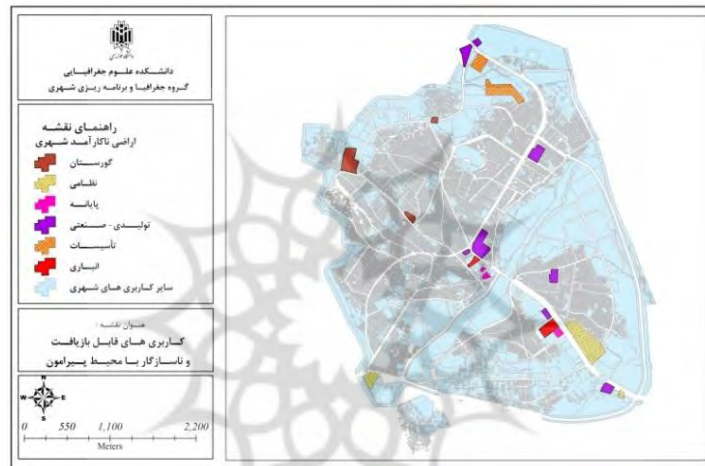 دانشکده علوم جغرافیایی
گروه جغرافیا و برنامه ریزی شهری
راهنمای نقشه
اراضی ناکارآمد شهری
گورستان
نظامی
پایانه
تولیدی-صنعتی
تأسیسات
انباری
سایر کاربری های شهری
عنوان نقشه :
کاربری های قابل بازیافت
و ناسازگار با محیط پیرامون
N
W E
S
0 550 1,100 2,200
Meters